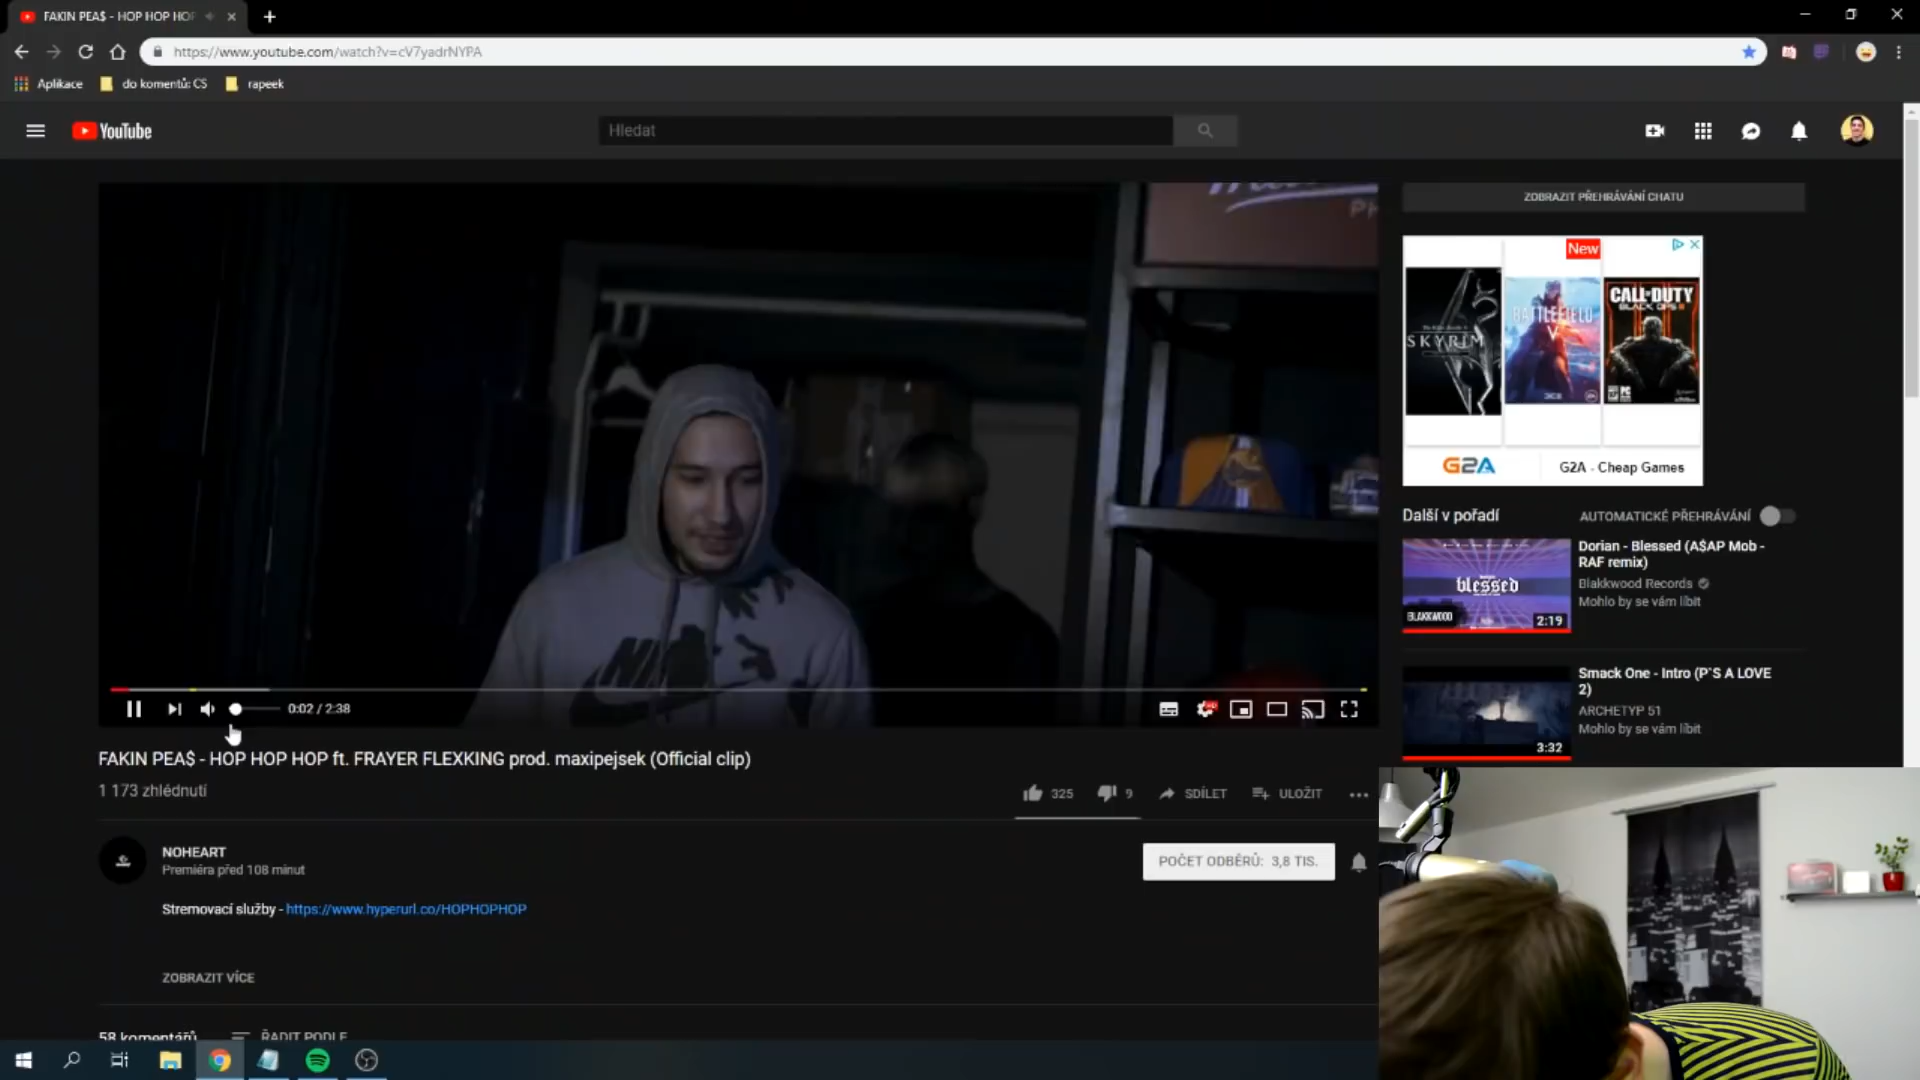 FAKIN PEA$ - HOP HOP HOP
https://www.youtube.com/watch?v=cV7yadrNYPA
Aplikace
do komentů: CS
rapeek
YouTube
Hledat
ZOBRAZIT PŘEHRÁVÁNÍ CHATU
New
SKYRIM
BATTLEFIELD
V
CALL OF DUTY
BLACK OPS
G2A
G2A - Cheap Games
Další v pořadí
AUTOMATICKÉ PŘEHRÁVÁNÍ
blessed
BLAKKWOOD
2:19
Dorian - Blessed (A$AP Mob -
RAF remix)
Blakkwood Records
Mohlo by se vám líbit
3:32
Smack One - Intro (P`S A LOVE
2)
ARCHETYP 51
Mohlo by se vám líbit
0:02 / 2:38
FAKIN PEA$ - HOP HOP HOP ft. FRAYER FLEXKING prod. maxipejsek (Official clip)
1 173 zhlédnutí
325
9
SDÍLET
ULOŽIT
NOHEART
Premiéra před 108 minut
POČET ODBĚRŮ: 3,8 TIS.
Stremovací služby - https://www.hyperurl.co/HOPHOPHOP
ZOBRAZIT VÍCE
58 komentářů
ŘADIT PODLE